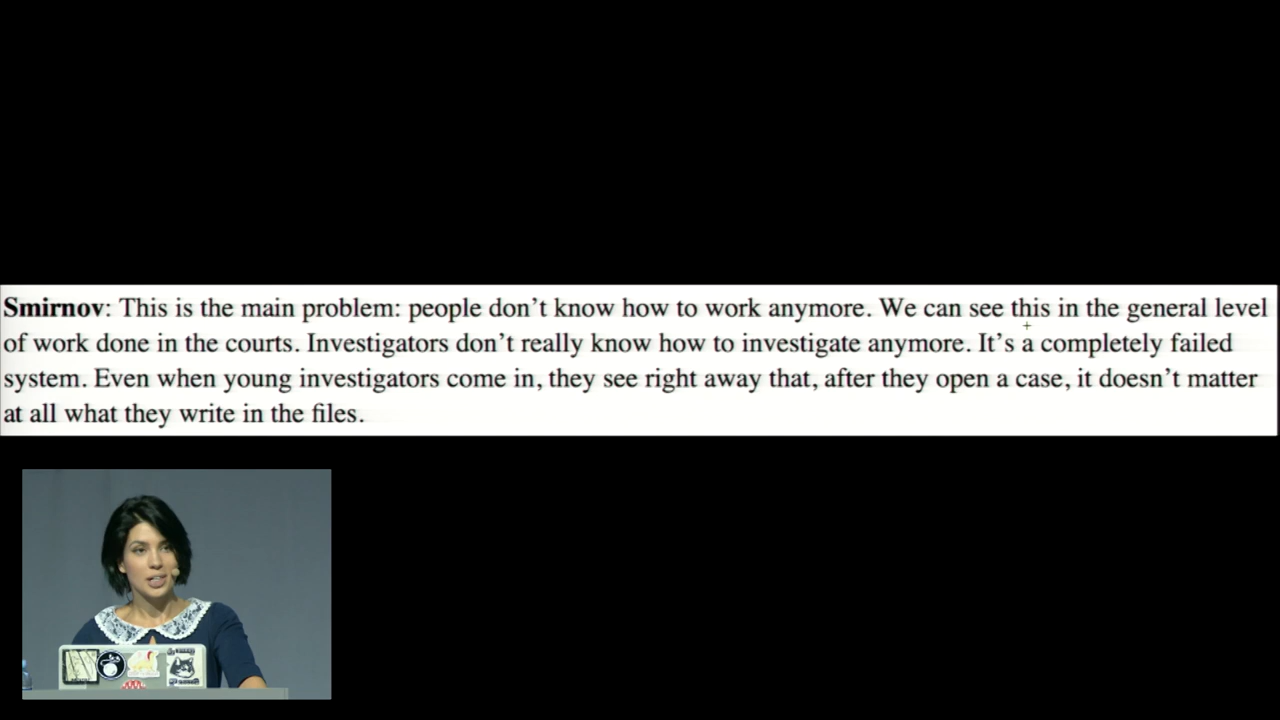 Smirnov: This is the main problem: people don’t know how to work anymore. We can see this in the general level
of work done in the courts. Investigators don’t really know how to investigate anymore. It’s a completely failed
system. Even when young investigators come in, they see right away that, after they open a case, it doesn’t matter
at all what they write in the files.